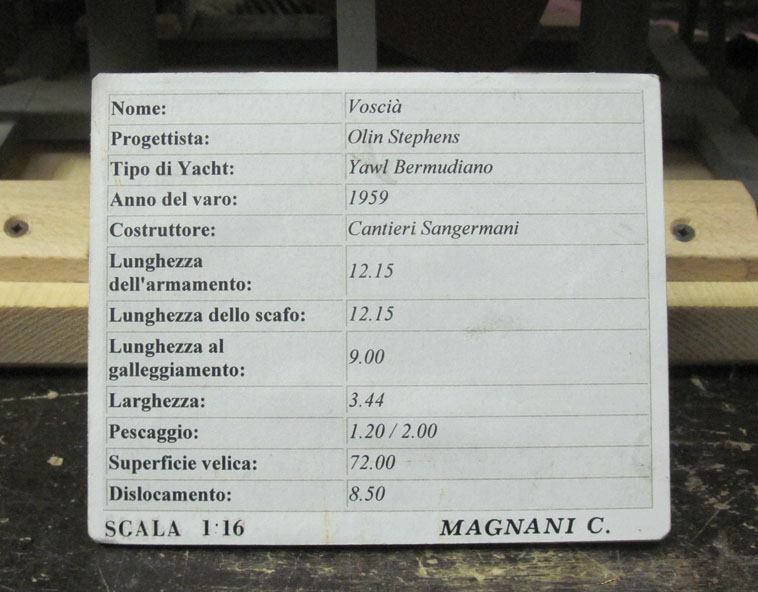 Nome: Voscià
Progettista: Olin Stephens
Tipo di Yacht: Yawl Bermudiano
Anno del varo: 1959
Costruttore: Cantieri Sangermani
Lunghezza
dell'armamento: 12.15
Lunghezza dello scafo: 12.15
Lunghezza al
galleggiamento: 9.00
Larghezza: 3.44
Pescaggio: 1.20 / 2.00
Superficie velica: 72.00
Dislocamento: 8.50
SCALA 1:16 MAGNANI C.